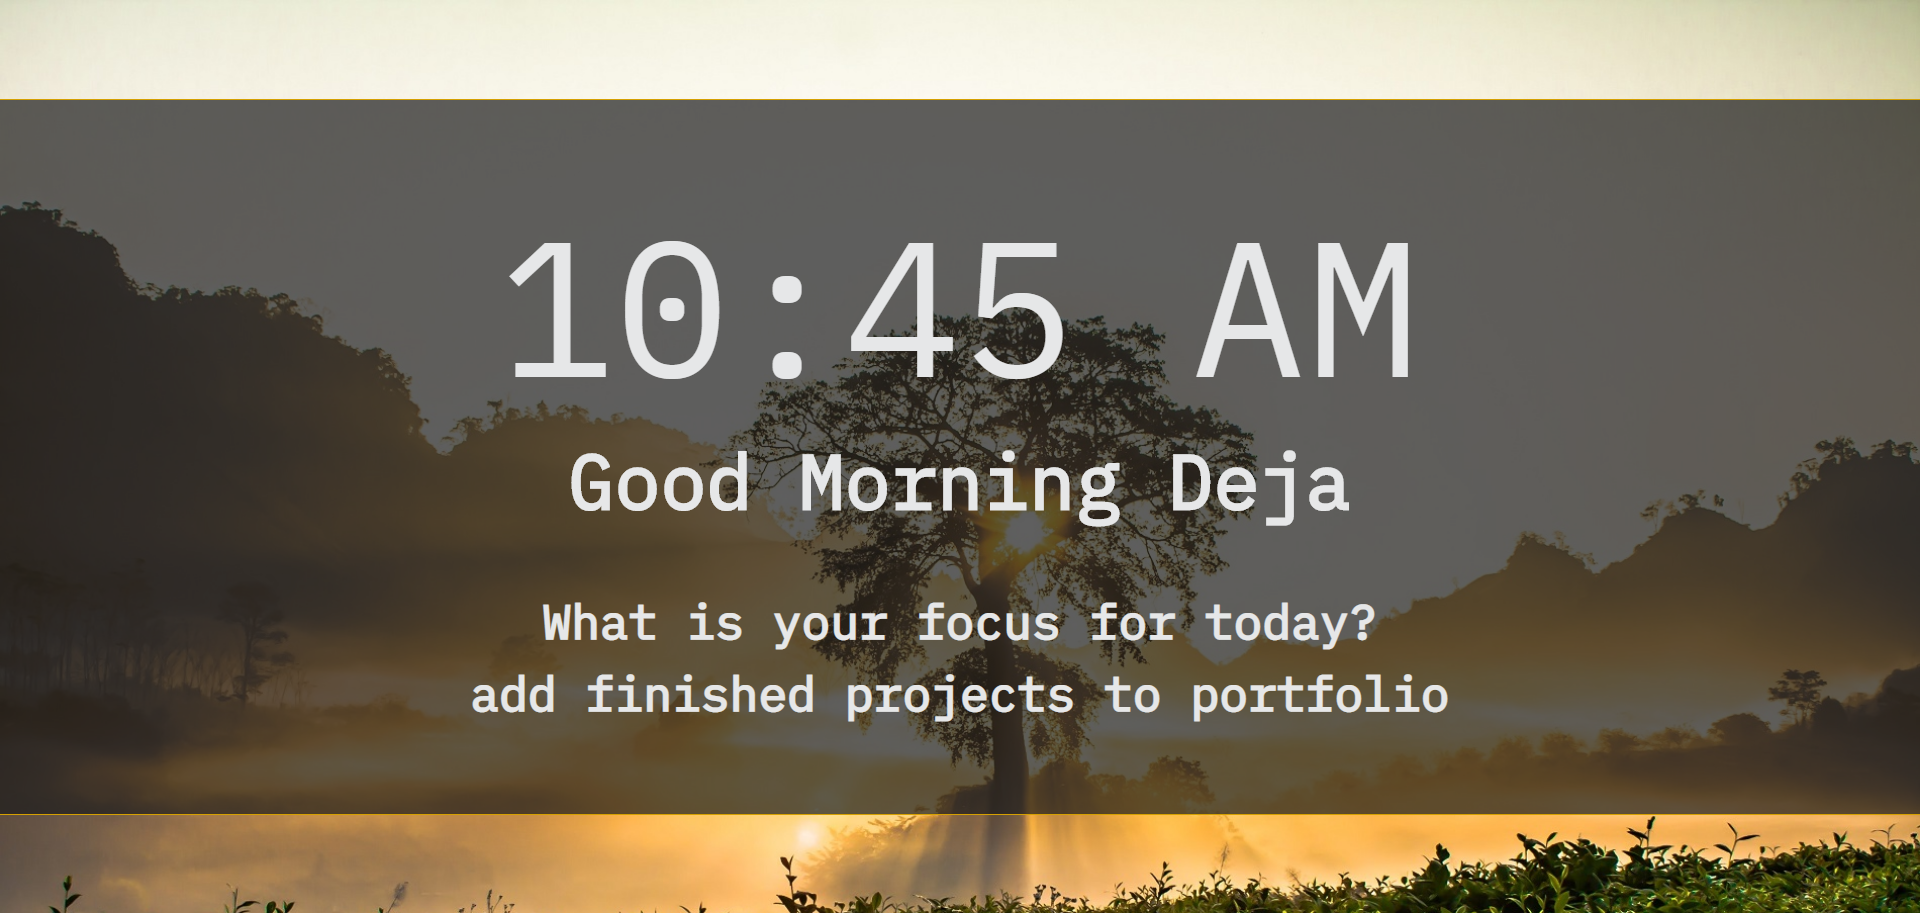 10:45 AM
Good Morning Deja
What is your focus for today?
add finished projects to portfolio